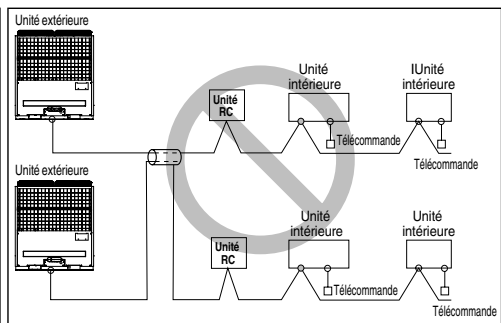 Unité extérieure
Unité
RC
Unité
intérieure
Télécommande
IUnité
intérieure
Télécommande
Unité extérieure
Unité
RC
Unité
intérieure
Télécommande
Unité
intérieure
Télécommande